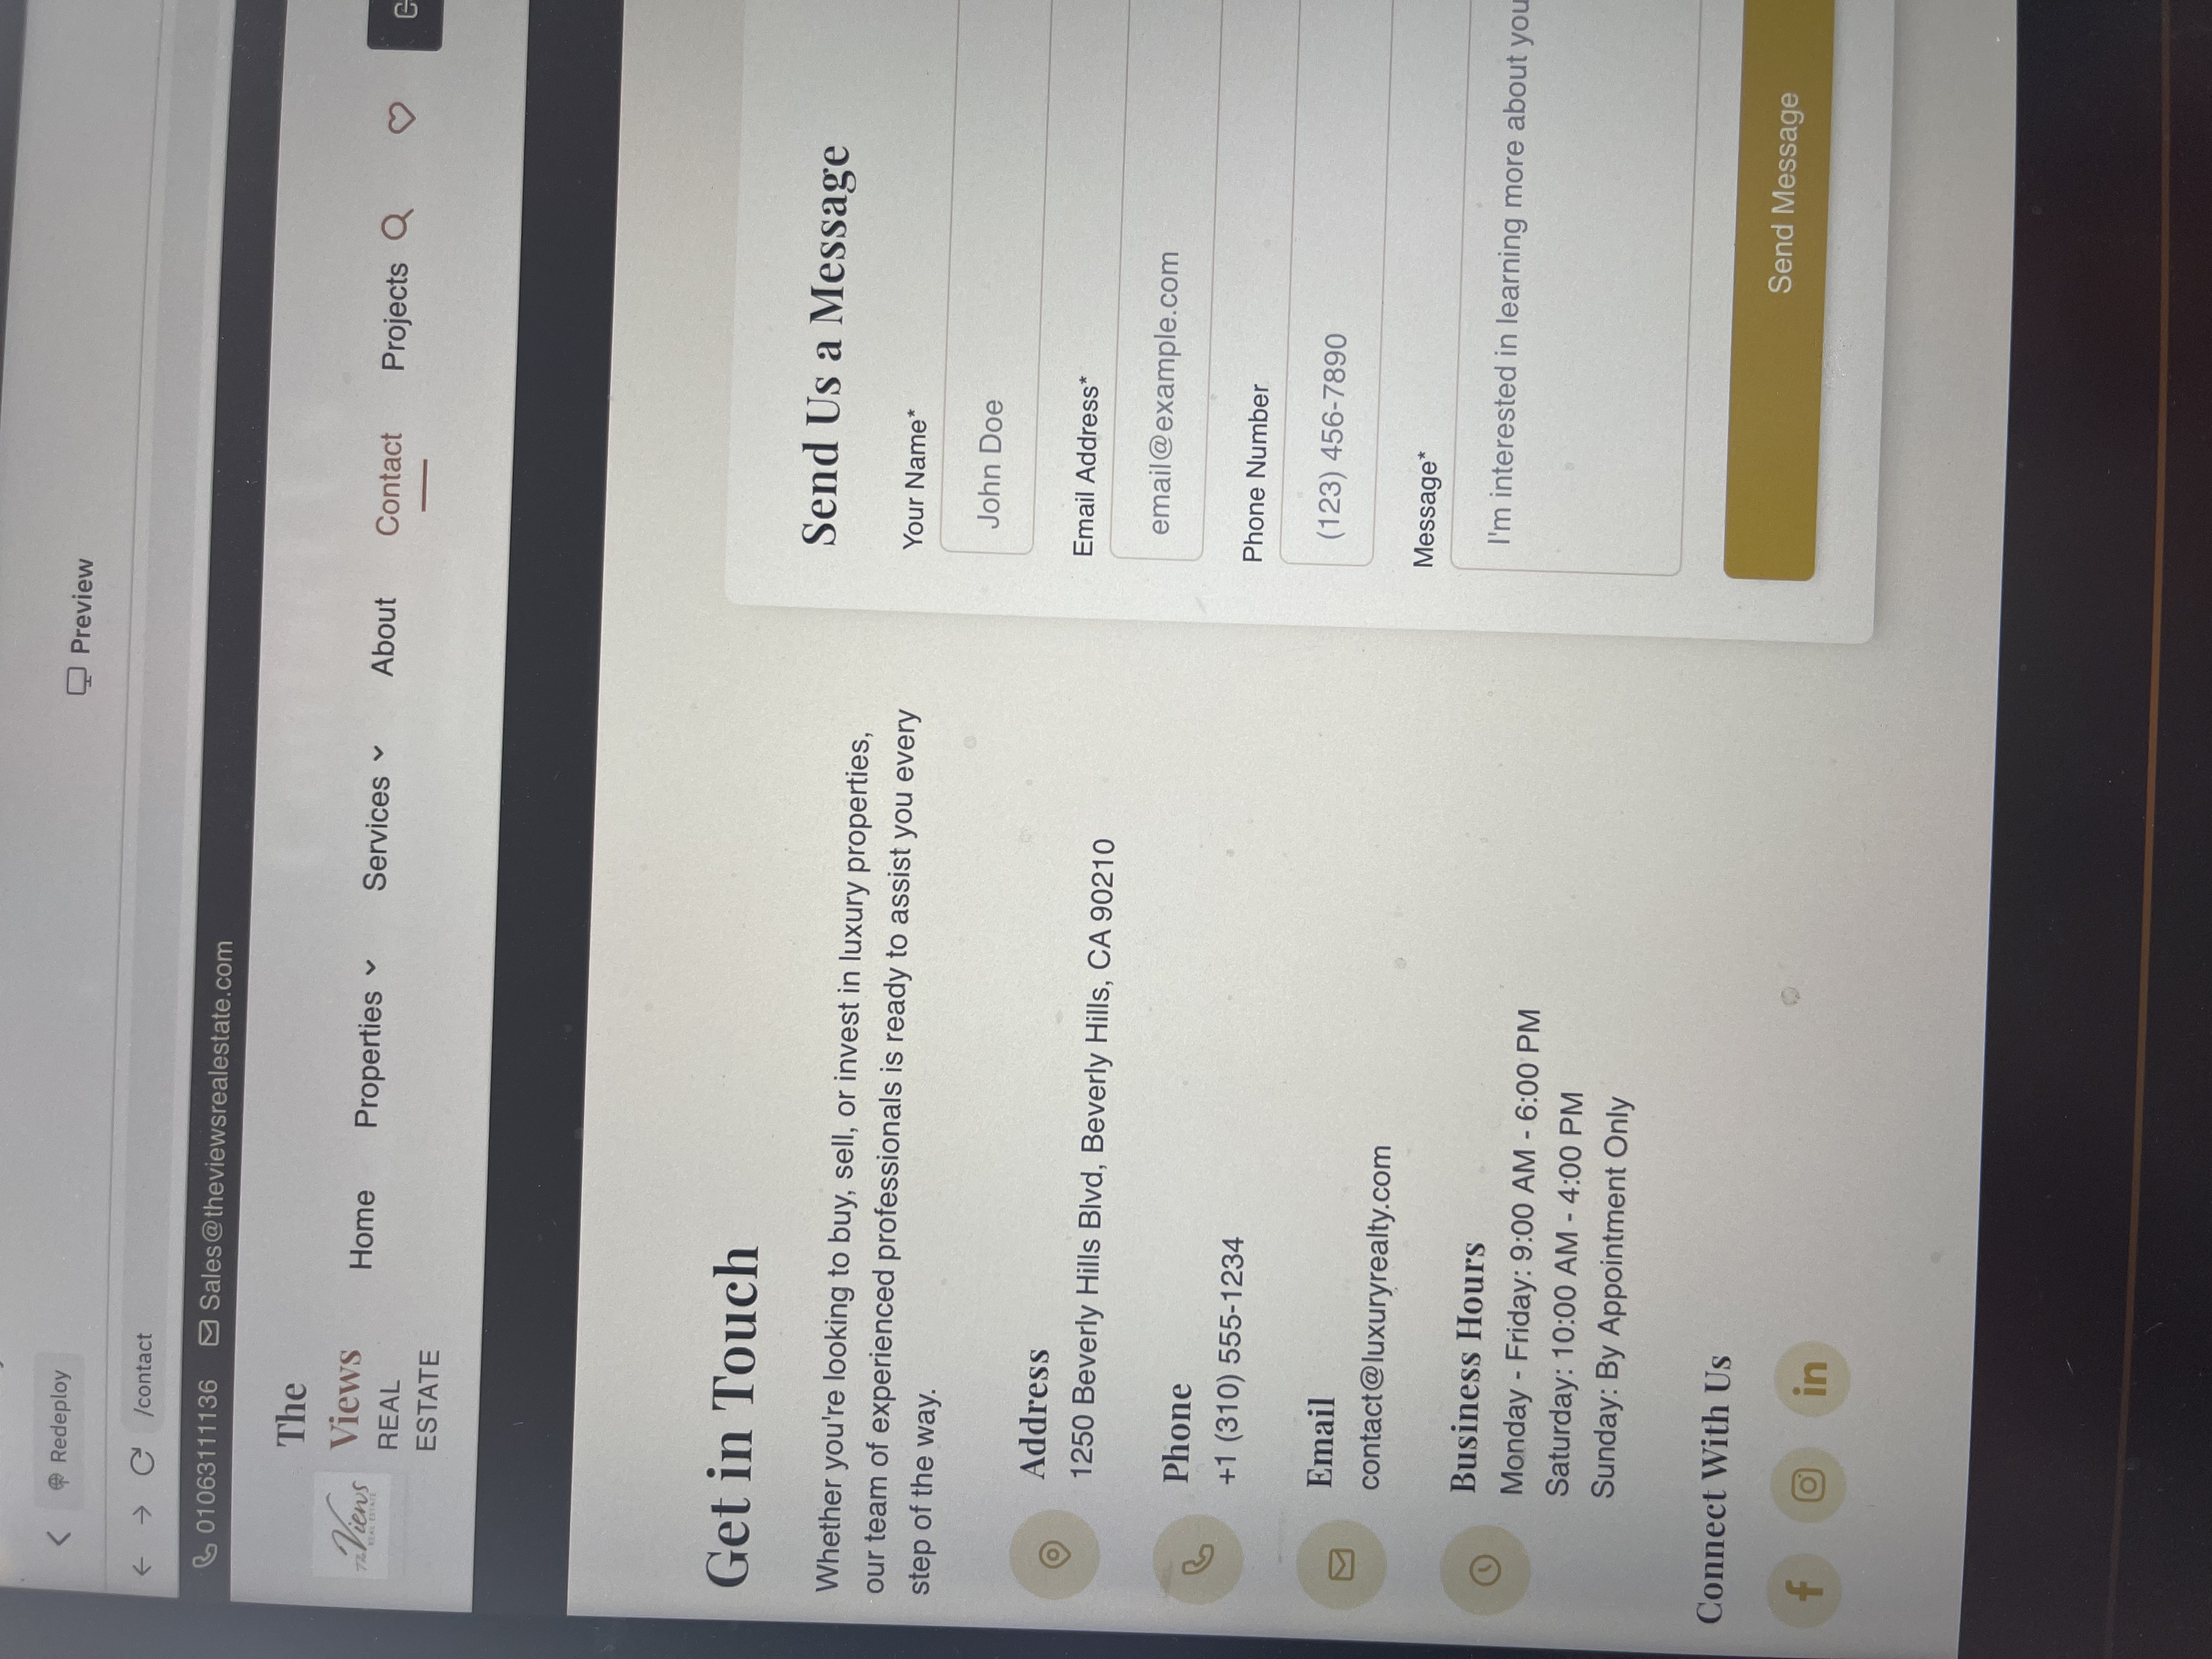 Redeploy
Preview
/contact
01063111136 Sales@theviewsrealestate.com
The
Views
REAL
ESTATE
The Views
REAL ESTATE
Home Properties Services About Contact Projects
Get in Touch
Whether you're looking to buy, sell, or invest in luxury properties,
our team of experienced professionals is ready to assist you every
step of the way.
Address
1250 Beverly Hills Blvd, Beverly Hills, CA 90210
Phone
+1 (310) 555-1234
Email
contact@luxuryrealty.com
Business Hours
Monday - Friday: 9:00 AM - 6:00 PM
Saturday: 10:00 AM - 4:00 PM
Sunday: By Appointment Only
Connect With Us
f
in
Send Us a Message
Your Name*
John Doe
Email Address*
email@example.com
Phone Number
(123) 456-7890
Message*
I'm interested in learning more about you
Send Message